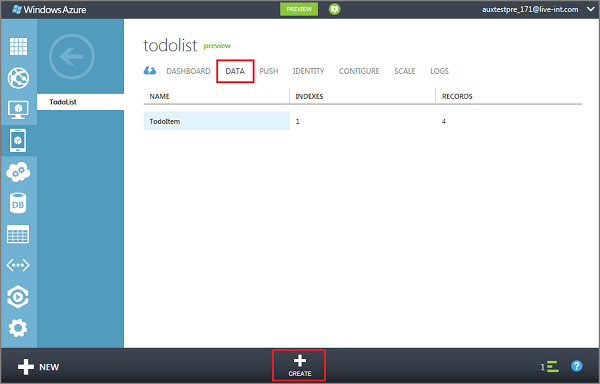 Windows Azure PREVIEW auxtestpre_171@live-int.com
todolist preview
DASHBOARD DATA PUSH IDENTITY CONFIGURE SCALE LOGS
TodoList
NAME INDEXES RECORDS
TodoItem 1 4
DB
NEW CREATE 1 ?